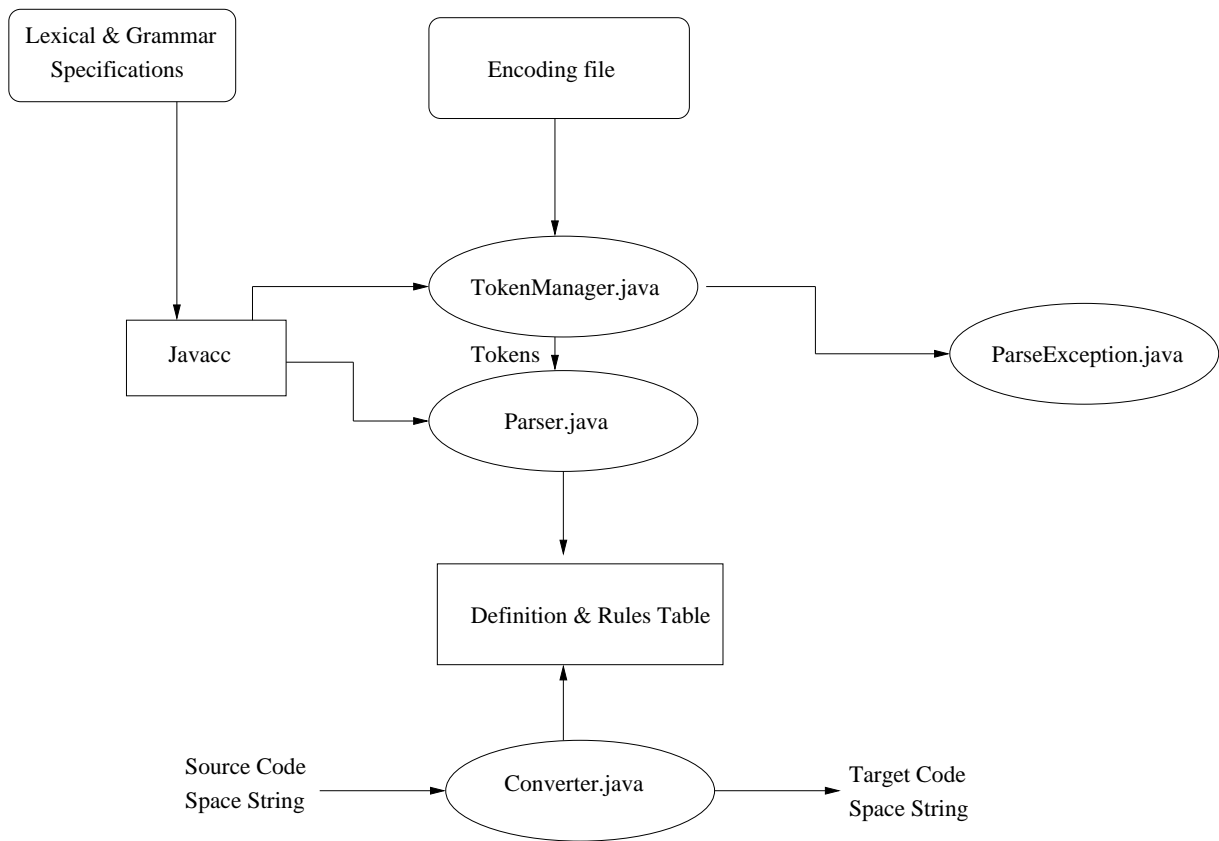 Lexical & Grammar
Specifications
Encoding file
TokenManager.java
Javacc
Tokens
ParseException.java
Parser.java
Definition & Rules Table
Source Code
Space String
Converter.java
Target Code
Space String